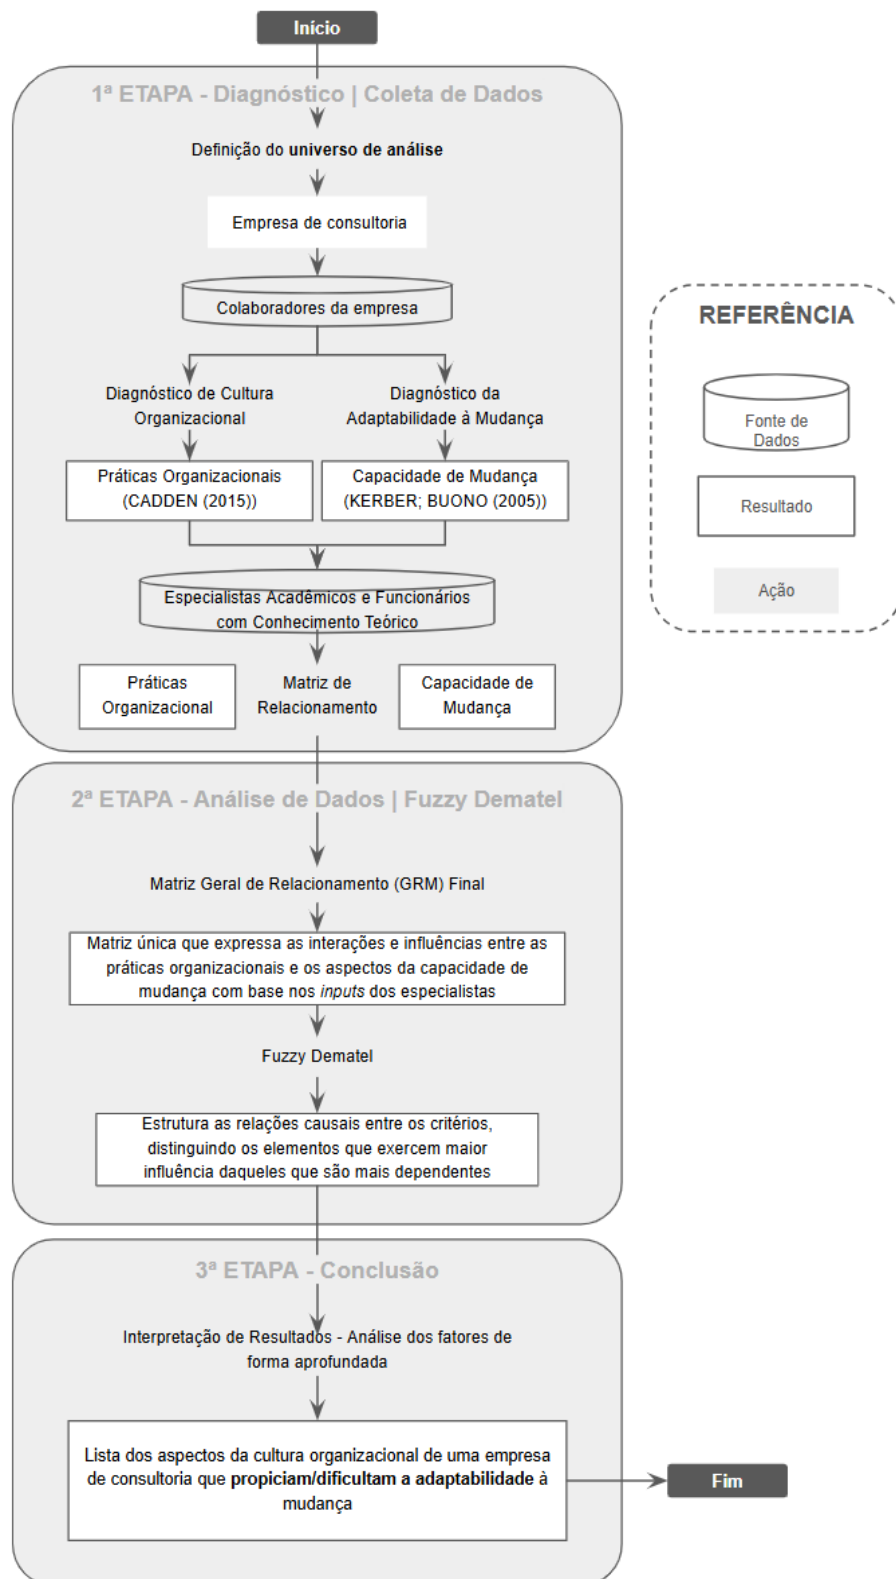 Início
1ª ETAPA - Diagnóstico | Coleta de Dados
Definição do universo de análise
Empresa de consultoria
Colaboradores da empresa
Diagnóstico de Cultura
Organizacional
Diagnóstico da
Adaptabilidade à Mudança
Práticas Organizacionais
(CADDEN (2015))
Capacidade de Mudança
(KERBER; BUONO (2005))
Especialistas Acadêmicos e Funcionários
com Conhecimento Teórico
Práticas
Organizacional
Matriz de
Relacionamento
Capacidade de
Mudança
2ª ETAPA - Análise de Dados | Fuzzy Dematel
Matriz Geral de Relacionamento (GRM) Final
Matriz única que expressa as interações e influências entre as
práticas organizacionais e os aspectos da capacidade de
mudança com base nos inputs dos especialistas
Fuzzy Dematel
Estrutura as relações causais entre os critérios,
distinguindo os elementos que exercem maior
influência daqueles que são mais dependentes
3ª ETAPA - Conclusão
Interpretação de Resultados - Análise dos fatores de
forma aprofundada
Lista dos aspectos da cultura organizacional de uma empresa
de consultoria que propiciam/dificultam a adaptabilidade à
mudança
Fim
REFERÊNCIA
Fonte de
Dados
Resultado
Ação